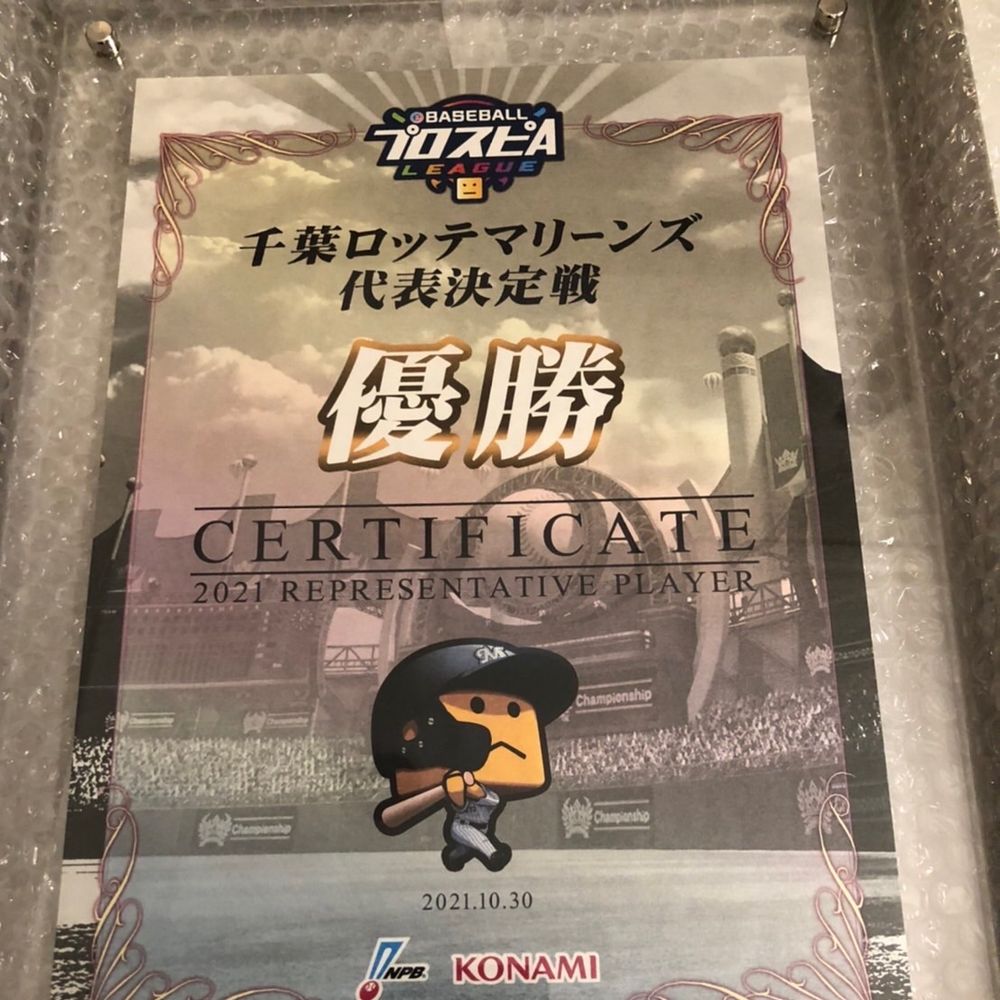 BASEBALL
プロスピA
LEAGUE
千葉ロッテマリーンズ
代表決定戦
優勝
CERTIFICATE
2021 REPRESENTATIVE PLAYER
M
Championship
Championship
Championship
2021.10.30
NPB
KONAMI